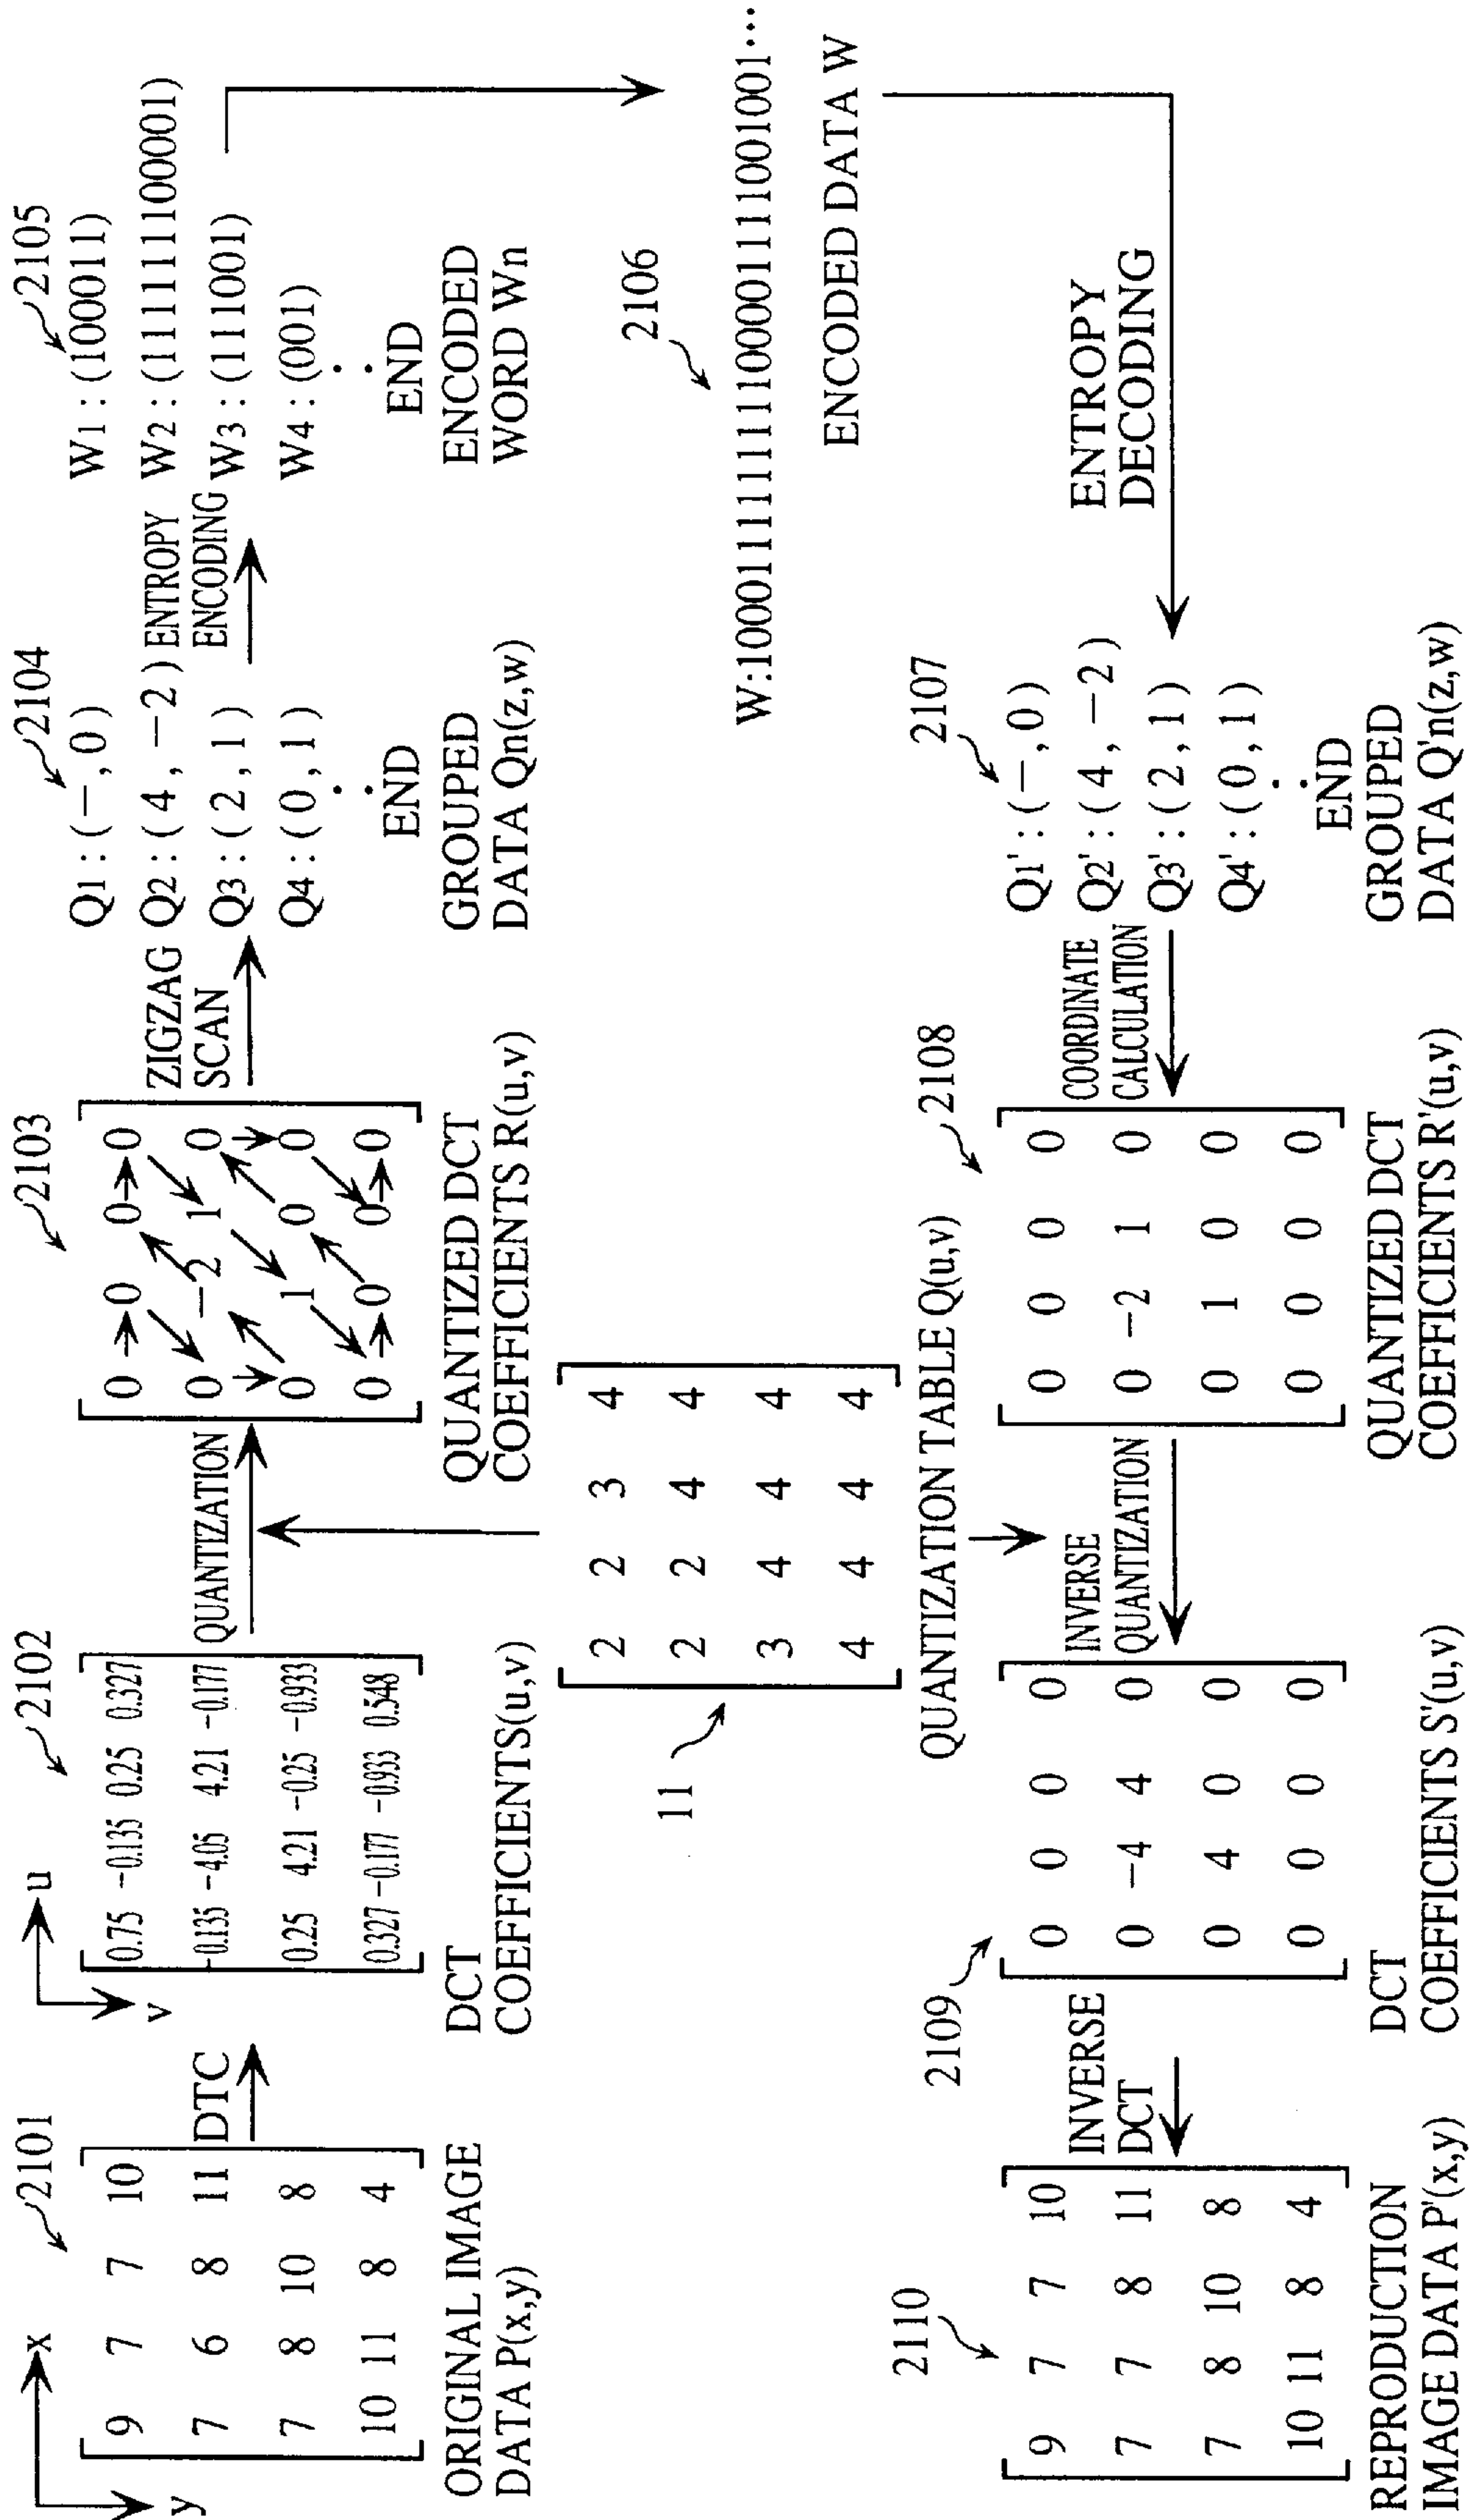 x
y
2101
9 7 7 10
7 6 8 11
7 8 10 8
10 11 8 4
ORIGINAL IMAGE
DATA P(x,y)
DTC
u
v
2102
0.75 −0.135 0.25 0.327
−0.135 −4.05 4.21 −0.177
0.25 4.21 −0.25 −0.933
0.327 −0.177 −0.933 0.548
DCT
COEFFICIENTS(u,v)
QUANTIZATION
2103
0 0 0 0
0 −2 1 0
0 1 0 0
0 0 0 0
QUANTIZED DCT
COEFFICIENTS R(u,v)
ZIGZAG
SCAN
2104
Q1 : (−, 0)
Q2 : (4, −2)
Q3 : (2, 1)
Q4 : (0, 1)
END
GROUPED
DATA Qn(z,w)
ENTROPY
ENCODING
2105
W1 : (100011)
W2 : (1111111100001)
W3 : (111001)
W4 : (001)
END
ENCODED
WORD Wn
11
2 2 3 4
2 2 4 4
3 4 4 4
4 4 4 4
QUANTIZATION TABLE Q(u,v)
2106
ENCODED DATA W
ENTROPY
DECODING
2107
Q1' : (−, 0)
Q2' : (4, −2)
Q3' : (2, 1)
Q4' : (0, 1)
END
GROUPED
DATA Q'n(z,w)
COORDINATE
CALCULATION
2108
0 0 0 0
0 −2 1 0
0 1 0 0
0 0 0 0
QUANTIZED DCT
COEFFICIENTS R'(u,v)
INVERSE
QUANTIZATION
2109
0 0 0 0
0 −4 4 0
0 4 0 0
0 0 0 0
DCT
COEFFICIENTS S'(u,v)
INVERSE
DCT
2110
9 7 7 10
7 7 8 11
7 8 10 8
10 11 8 4
REPRODUCTION
IMAGE DATA P'(x,y)